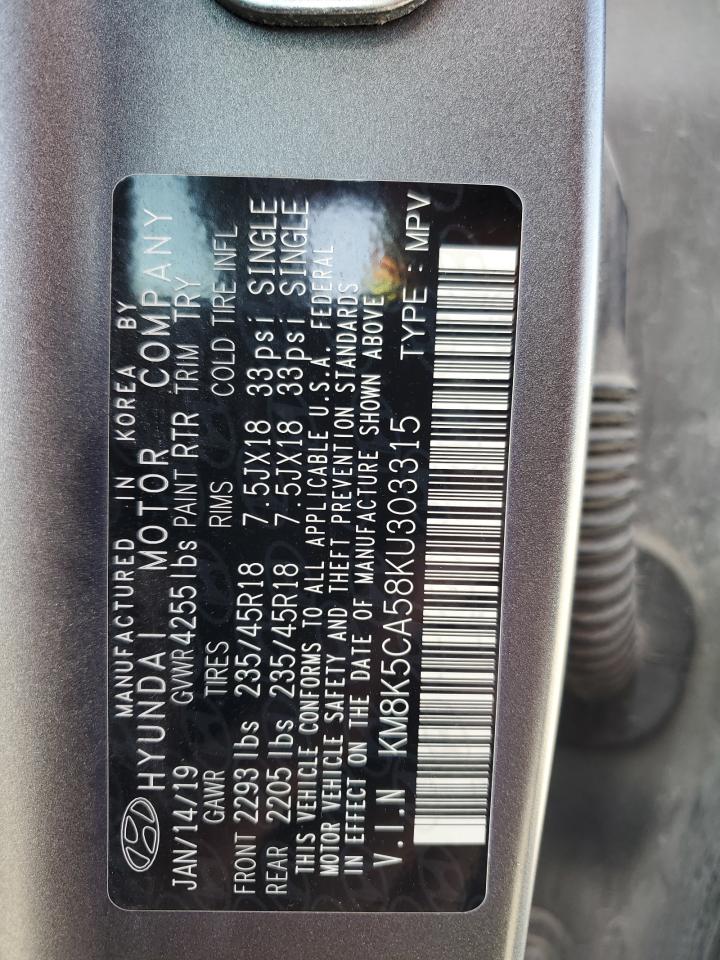 MANUFACTURED IN KOREA BY
HYUNDAI MOTOR COMPANY
JAN/14/19 GVWR 4255 lbs PAINT RTR TRIM TRY
GAWR TIRES RIMS COLD TIRE INFL
FRONT 2293 lbs 235/45R18 7.5JX18 33psi SINGLE
REAR 2205 lbs 235/45R18 7.5JX18 33psi SINGLE
THIS VEHICLE CONFORMS TO ALL APPLICABLE U.S.A. FEDERAL
MOTOR VEHICLE SAFETY AND THEFT PREVENTION STANDARDS
IN EFFECT ON THE DATE OF MANUFACTURE SHOWN ABOVE
V.I.N KM8K5CA58KU303315 TYPE : MPV